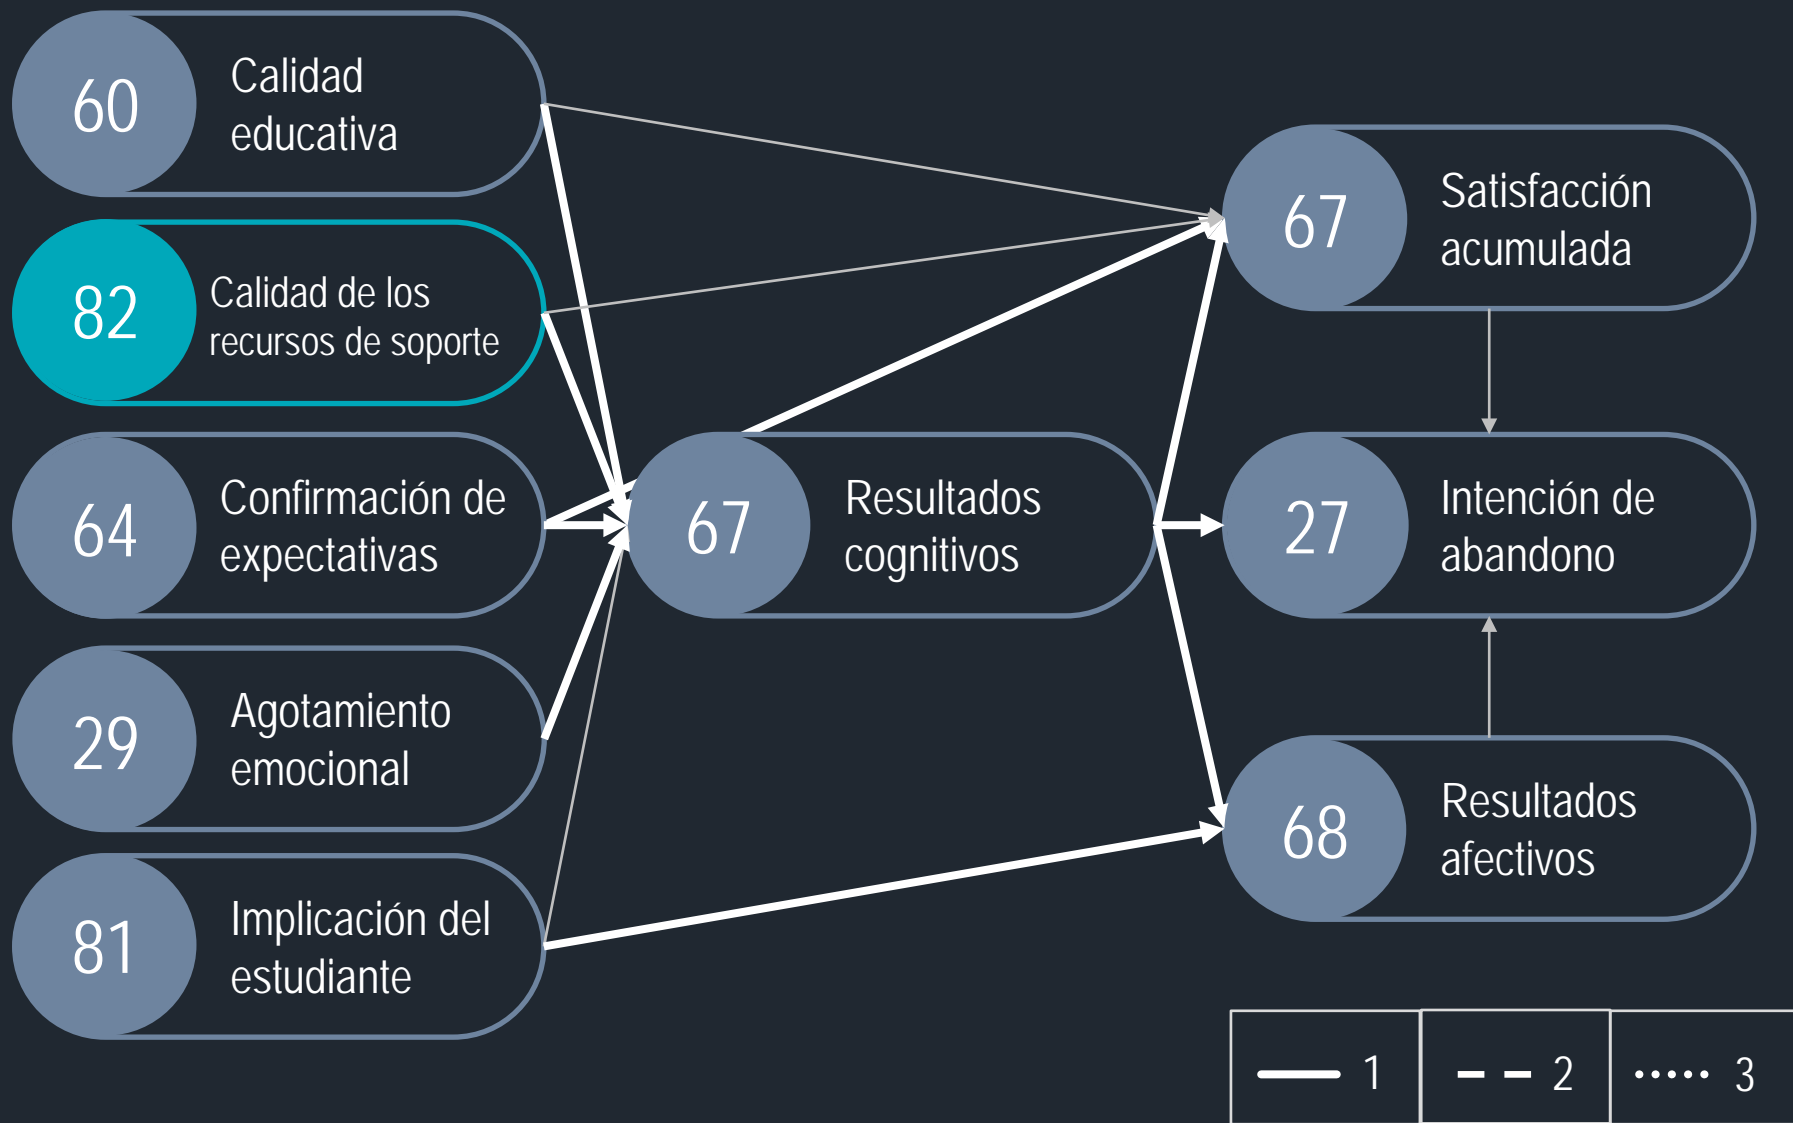 60
Calidad
educativa
82
Calidad de los
recursos de soporte
64
Confirmación de
expectativas
29
Agotamiento
emocional
81
Implicación del
estudiante
67
Resultados
cognitivos
67
Satisfacción
acumulada
27
Intención de
abandono
68
Resultados
afectivos
1
2
3